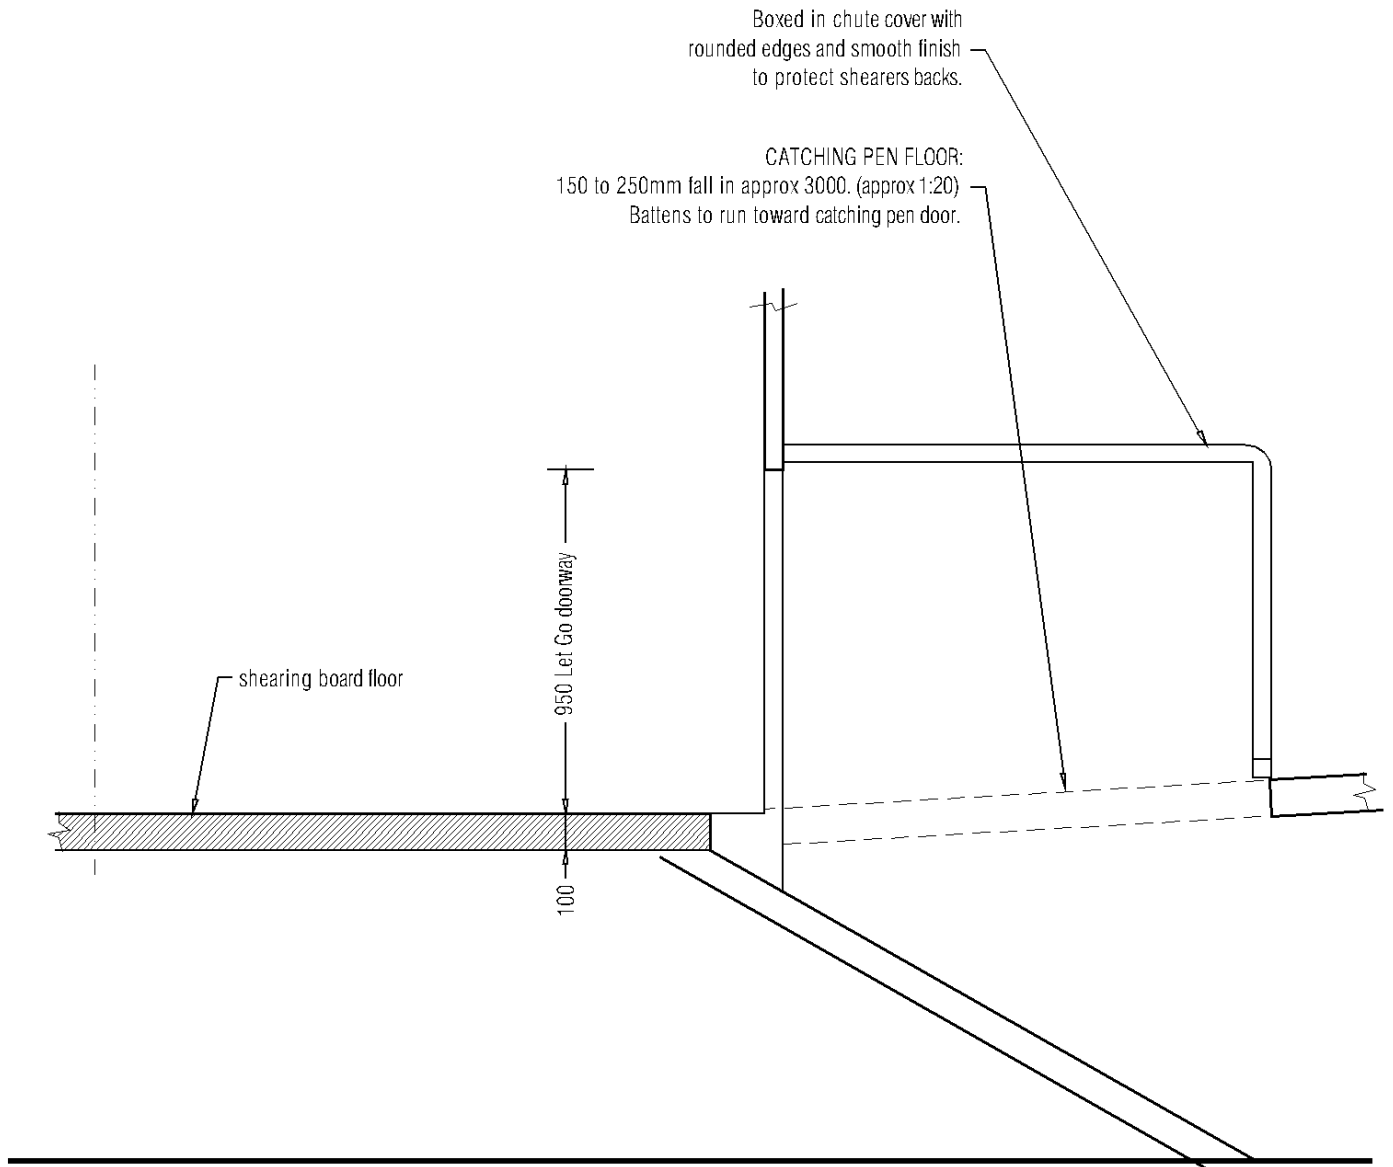 Boxed in chute cover with
rounded edges and smooth finish
to protect shearers backs.
CATCHING PEN FLOOR:
150 to 250mm fall in approx 3000. (approx 1:20)
Battens to run toward catching pen door.
950 Let Go doorway
shearing board floor
100